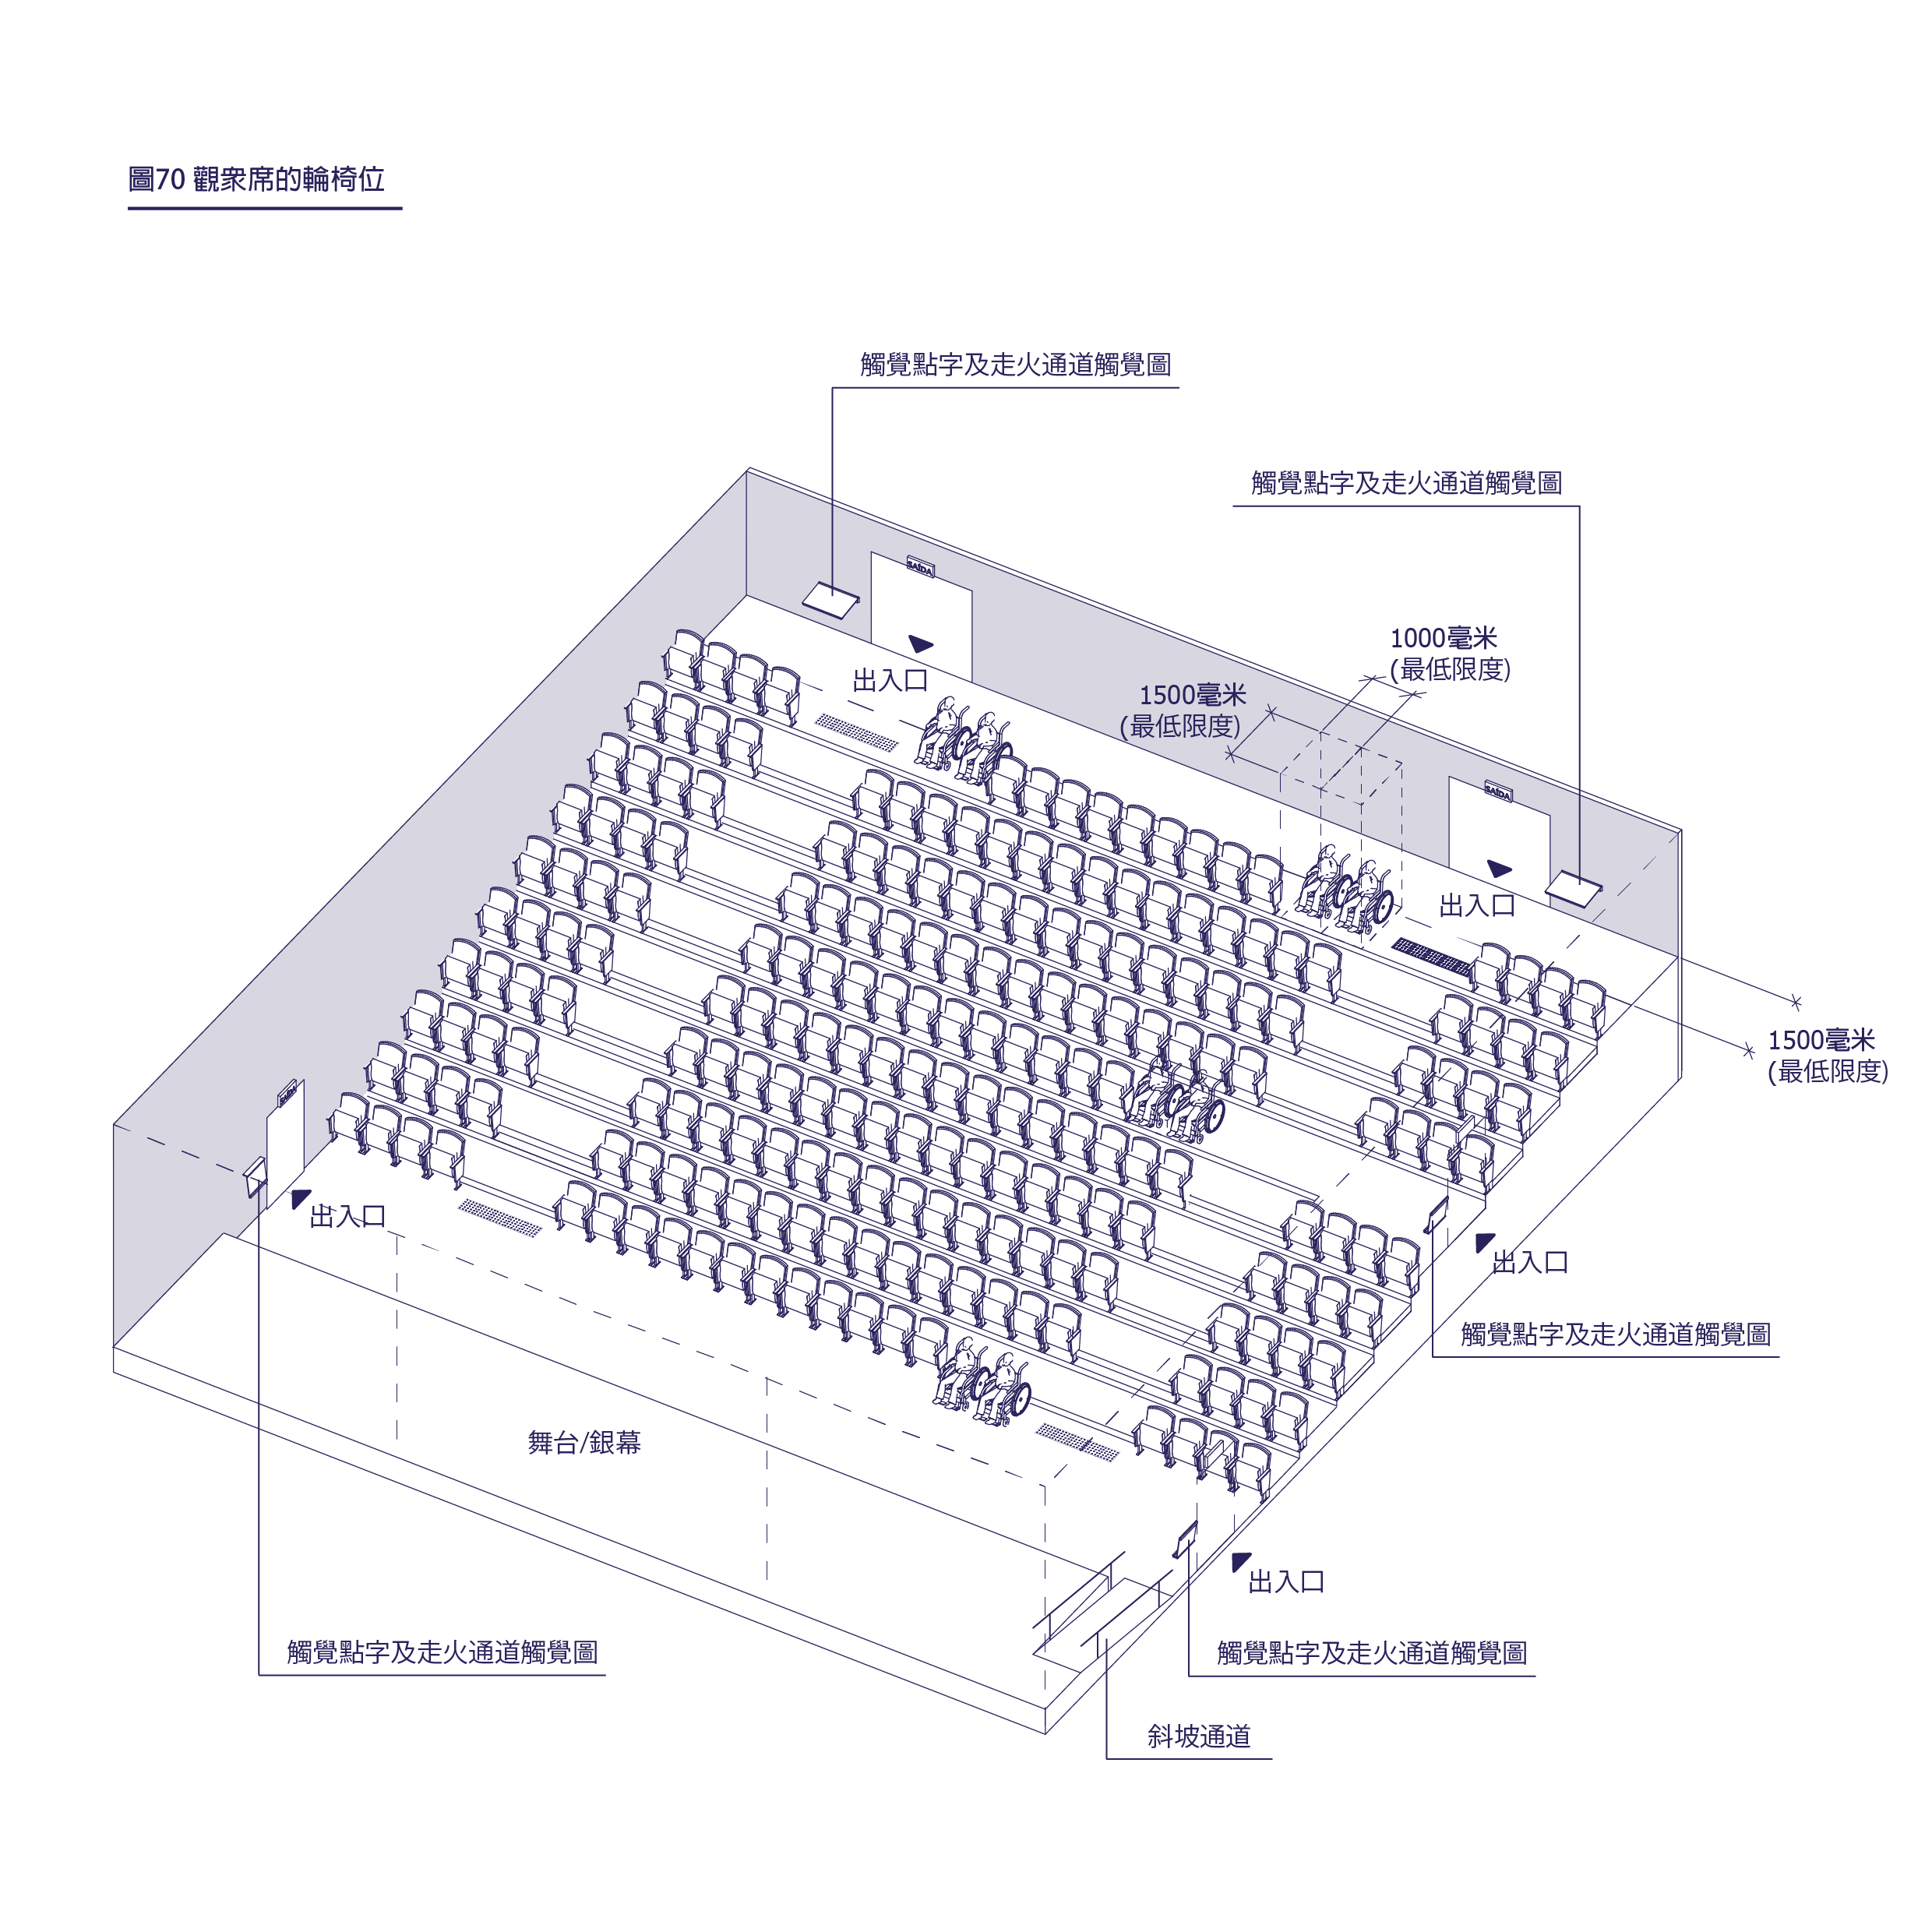 圖70 觀衆席的輪椅位
觸覺點字及走火通道觸覺圖
觸覺點字及走火通道觸覺圖
SAÍDA
1000毫米
(最低限度)
出入口
1500毫米
(最低限度)
SAÍDA
出入口
1500毫米
(最低限度)
SAÍDA
出入口
出入口
觸覺點字及走火通道觸覺圖
舞台/銀幕
出入口
觸覺點字及走火通道觸覺圖
觸覺點字及走火通道觸覺圖
斜坡通道